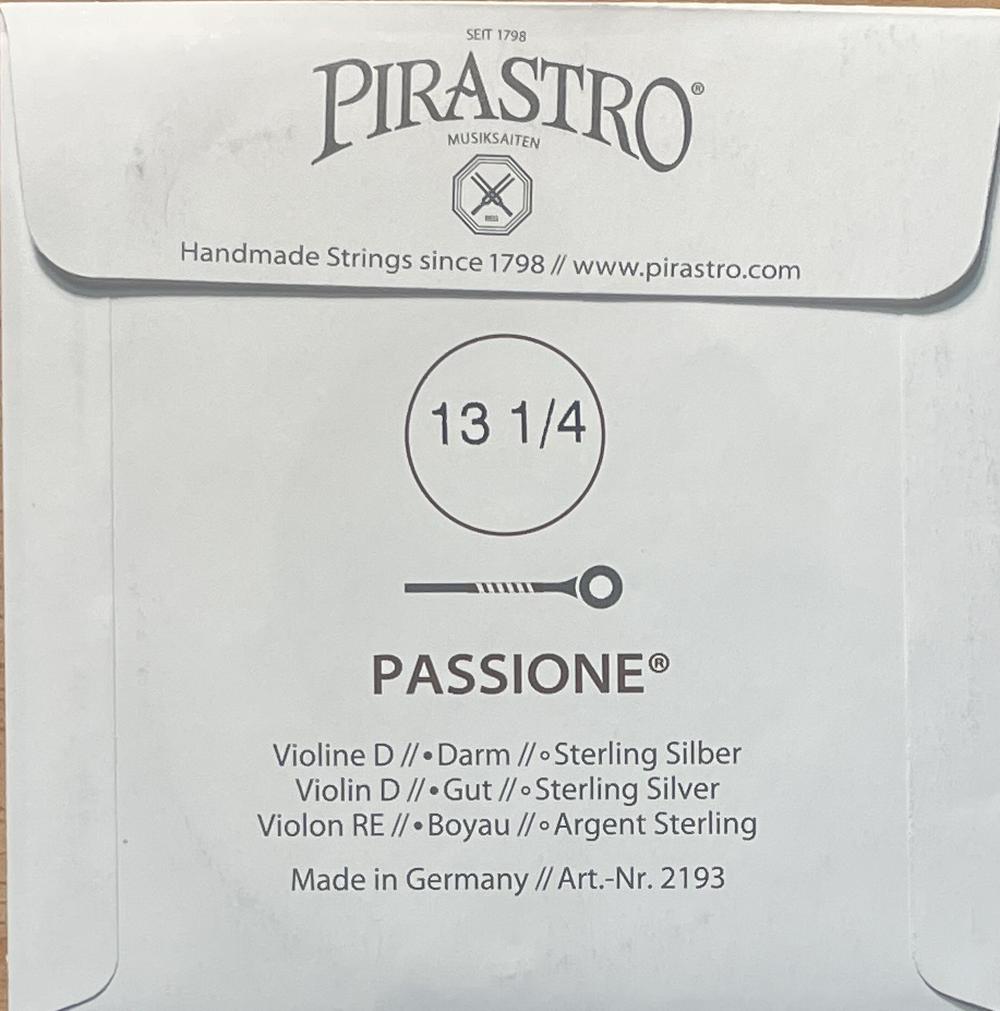 SEIT 1798
PIRASTRO®
MUSIKSAITEN
Handmade Strings since 1798 // www.pirastro.com
13 1/4
PASSIONE®
Violine D //•Darm //∘Sterling Silber
Violin D //•Gut //∘Sterling Silver
Violon RE //•Boyau //∘Argent Sterling
Made in Germany // Art.-Nr. 2193